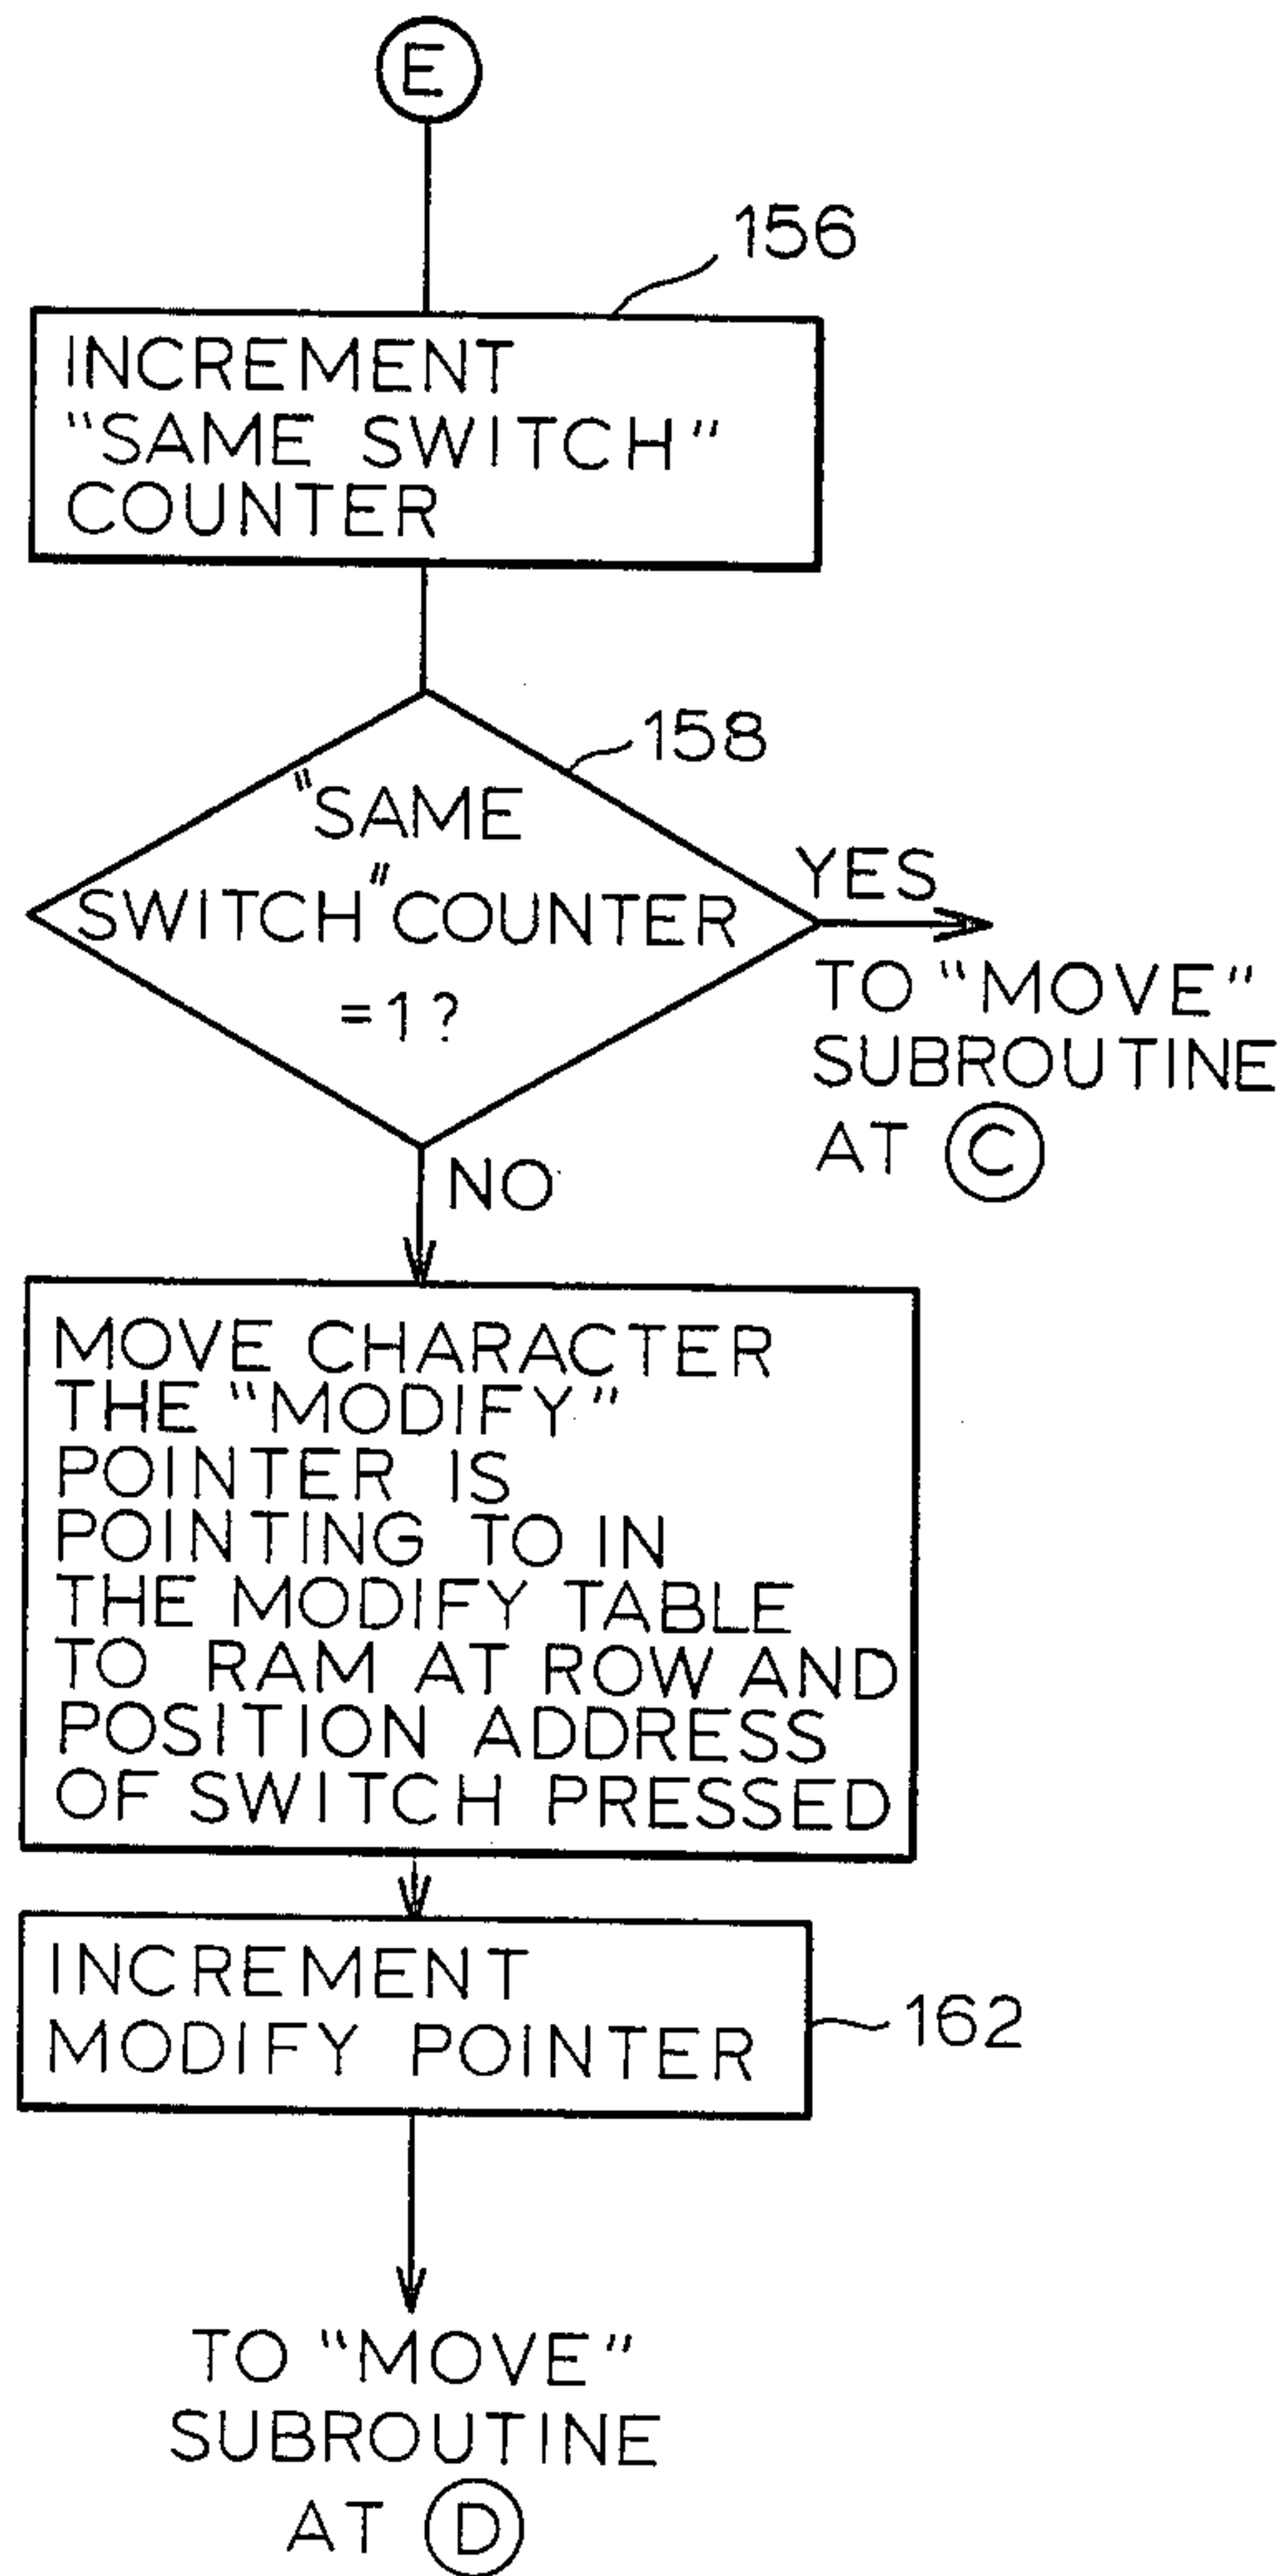 E
156
INCREMENT
"SAME SWITCH"
COUNTER
158
"SAME
SWITCH" COUNTER
=1?
YES
TO "MOVE"
SUBROUTINE
AT C
NO
MOVE CHARACTER
THE "MODIFY"
POINTER IS
POINTING TO IN
THE MODIFY TABLE
TO RAM AT ROW AND
POSITION ADDRESS
OF SWITCH PRESSED
INCREMENT
MODIFY POINTER
162
TO "MOVE"
SUBROUTINE
AT D